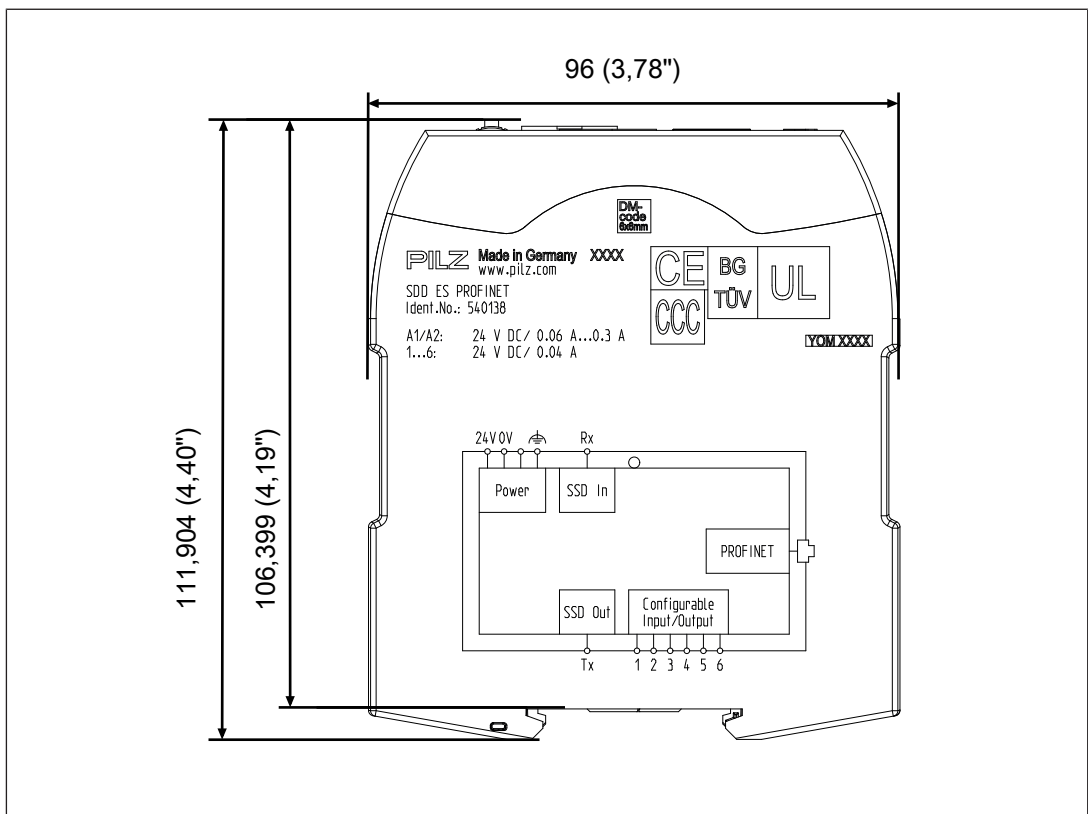 96 (3,78")
111,904 (4,40")
106,399 (4,19")
DM-
code
6x6mm
PILZ Made in Germany XXXX
www.pilz.com
SDD ES PROFINET
Ident.No.: 540138
A1/A2: 24 V DC/ 0.06 A...0.3 A
1...6: 24 V DC/ 0.04 A
CE
CCC
BG
TÜV
UL
YOM XXXX
24V 0V Rx
Power
SSD In
PROFINET
SSD Out
Configurable
Input/Output
Tx 1 2 3 4 5 6